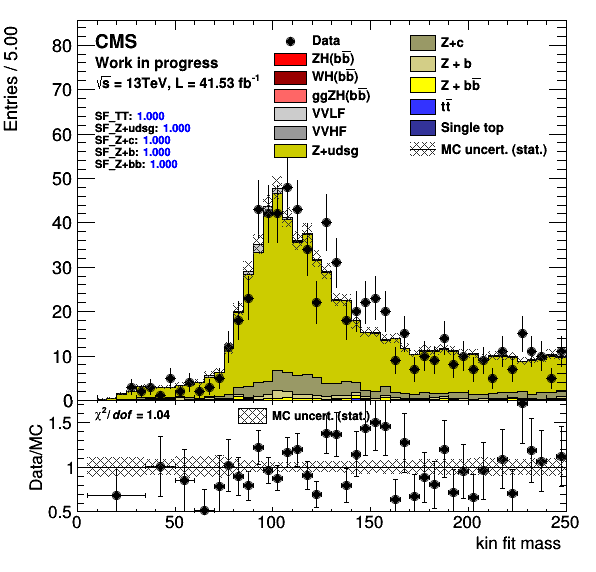 CMS
Work in progress
√s = 13TeV, L = 41.53 fb⁻¹
SF_TT: 1.000
SF_Z+udsg: 1.000
SF_Z+c: 1.000
SF_Z+b: 1.000
SF_Z+bb: 1.000
Data
ZH(bb̅)
WH(bb̅)
ggZH(bb̅)
VVLF
VVHF
Z+udsg
Z+c
Z + b
Z + bb̅
tt̅
Single top
MC uncert. (stat.)
Entries / 5.00
80
70
60
50
40
30
20
10
0
χ²/ dof = 1.04
MC uncert.(stat.)
Data/MC
1.5
1
0.5
0 50 100 150 200 250
kin fit mass